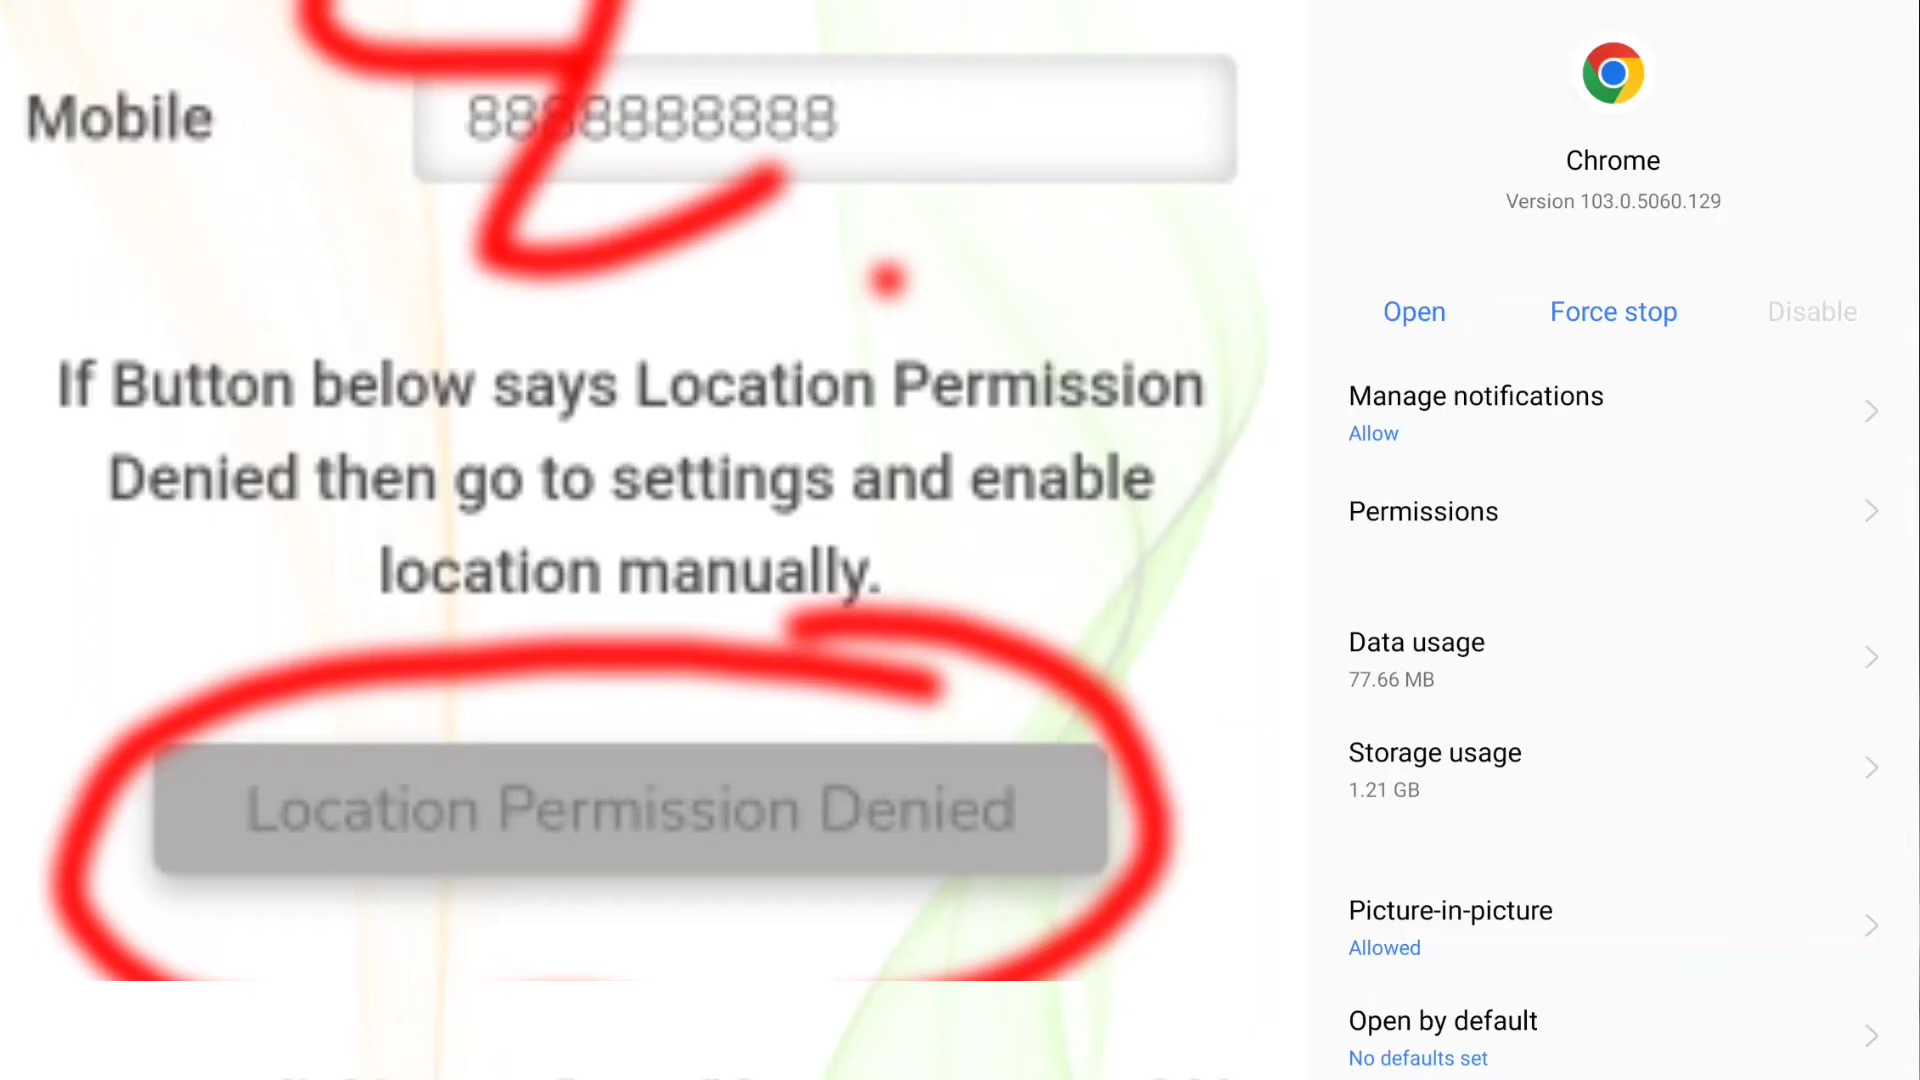 Mobile
8888888888
If Button below says Location Permission
Denied then go to settings and enable
location manually.
Location Permission Denied
Chrome
Version 103.0.5060.129
Open
Force stop
Disable
Manage notifications
Allow
Permissions
Data usage
77.66 MB
Storage usage
1.21 GB
Picture-in-picture
Allowed
Open by default
No defaults set